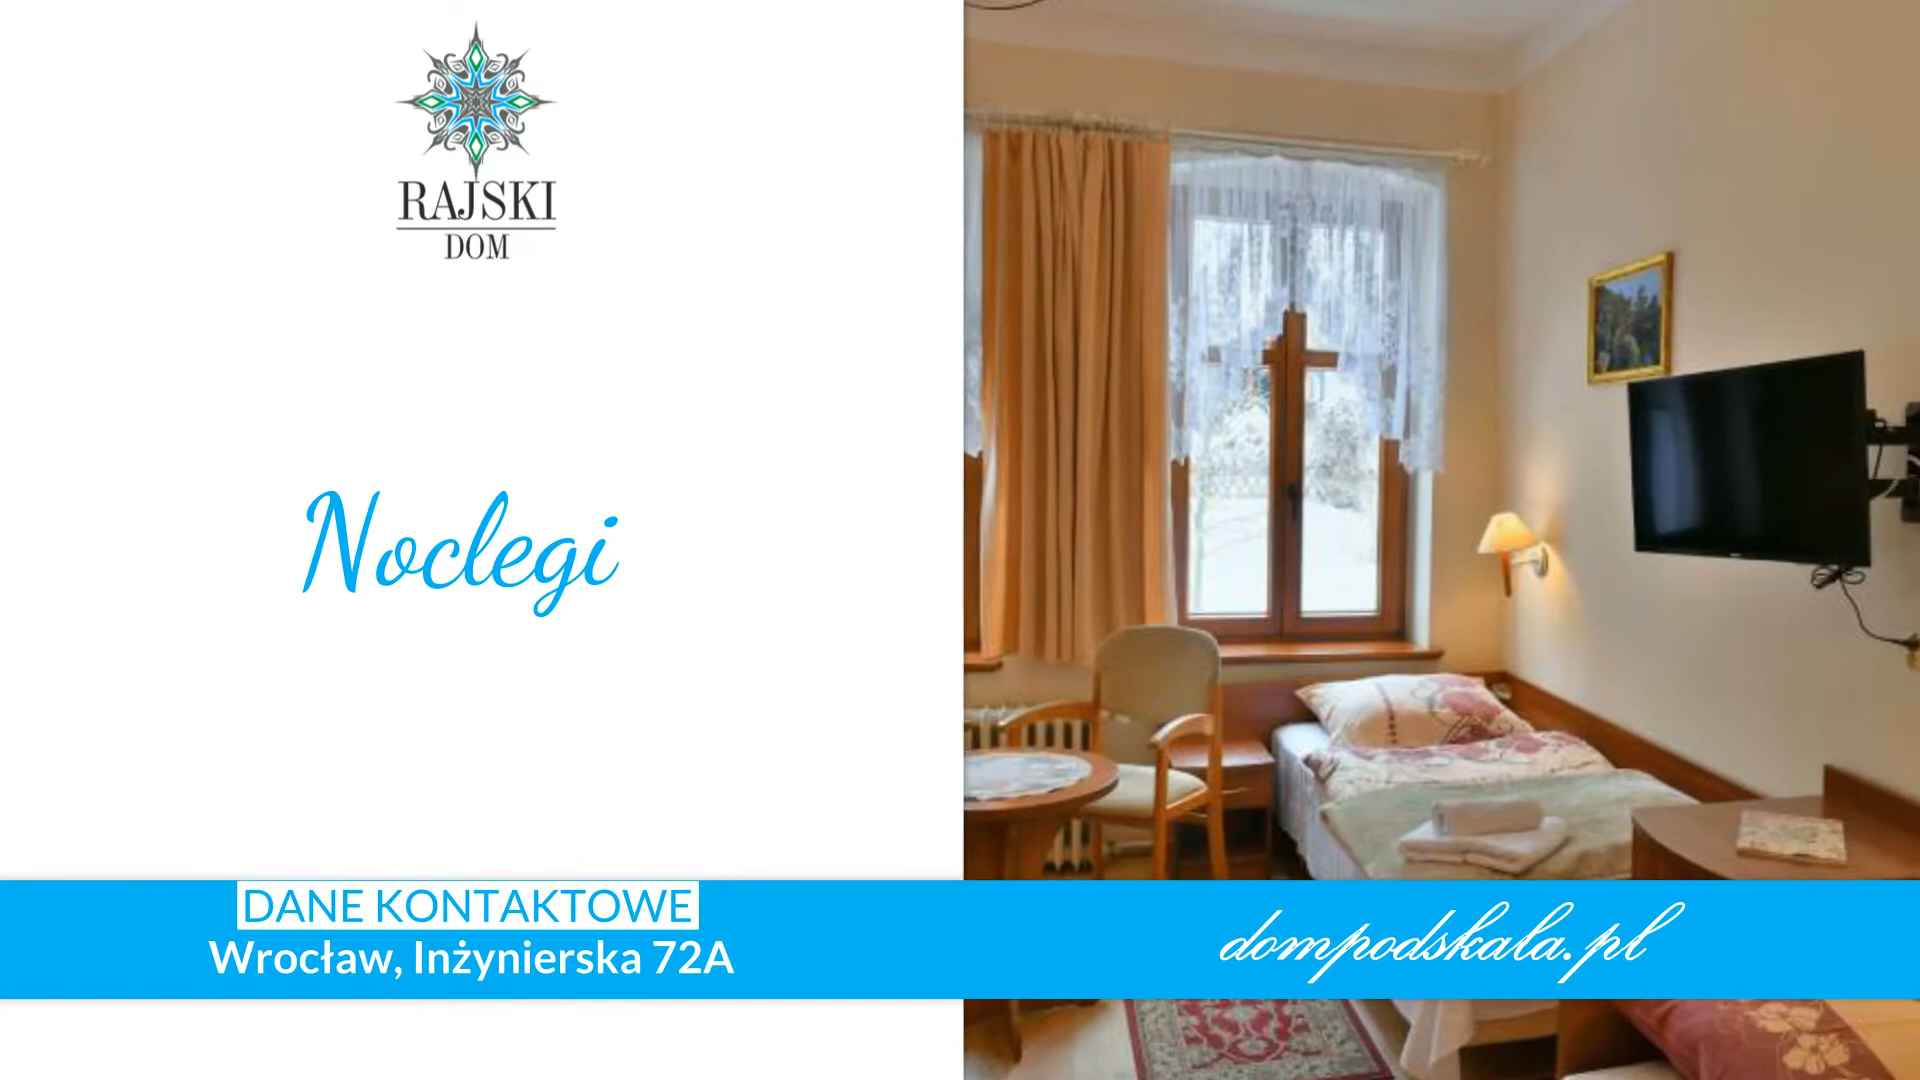 RAJSKI
DOM
Noclegi
DANE KONTAKTOWE
Wrocław, Inżynierska 72A
dompodskala.pl